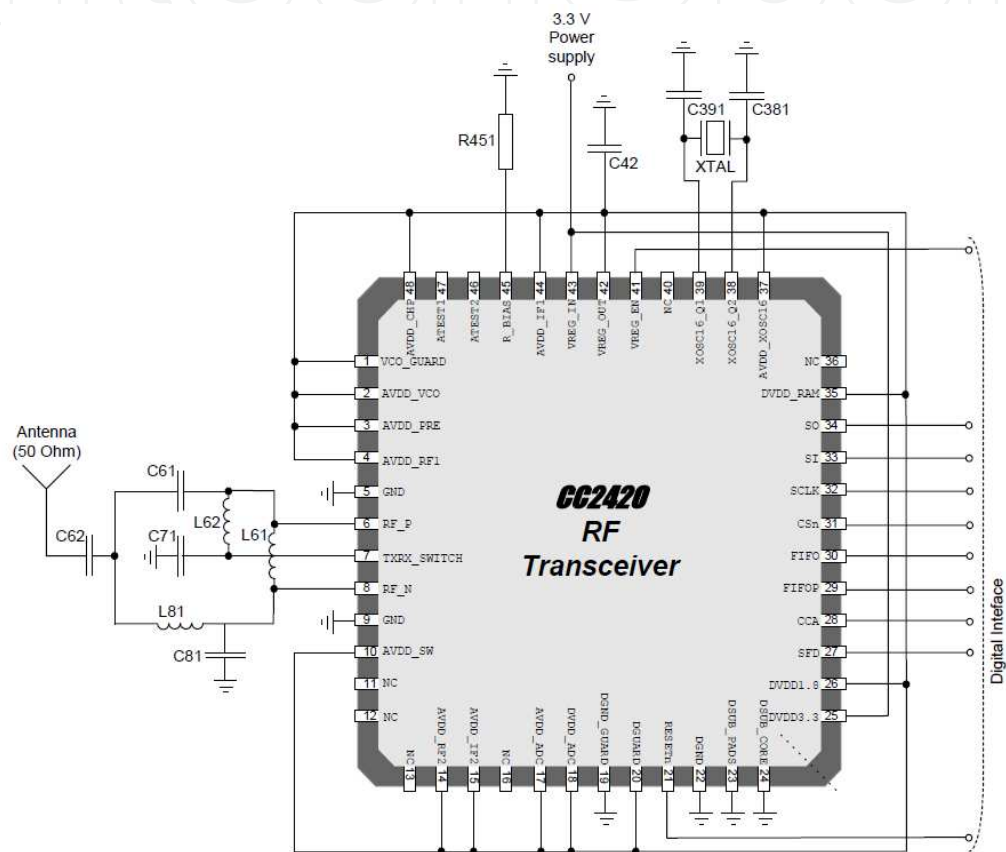 3.3 V
Power
supply
C391
C381
R451
C42
XTAL
48
47
46
45
44
43
42
41
40
39
38
37
AVDD_CHP
ATEST1
ATEST2
R_BIAS
AVDD_IF1
VREG_IN
VREG_OUT
VREG_EN
NC
XOSC16_Q1
XOSC16_Q2
AVDD_XOSC16
1 VCO_GUARD
2 AVDD_VCO
3 AVDD_PRE
4 AVDD_RF1
5 GND
6 RF_P
7 TXRX_SWITCH
8 RF_N
9 GND
10 AVDD_SW
11 NC
12 NC
Antenna
(50 Ohm)
C61
L62
L61
C62
C71
L81
C81
CC2420
RF
Transceiver
NC 36
DVDD_RAM 35
SO 34
SI 33
SCLK 32
CSn 31
FIFO 30
FIFOP 29
CCA 28
SFD 27
DVDD1.8 26
DVDD3.3 25
Digital Inteface
NC
AVDD_RF2
AVDD_IF2
NC
AVDD_ADC
DVDD_ADC
DGND_GUARD
DGUARD
RESETn
DGND
DSUB_PADS
DSUB_CORE
13
14
15
16
17
18
19
20
21
22
23
24